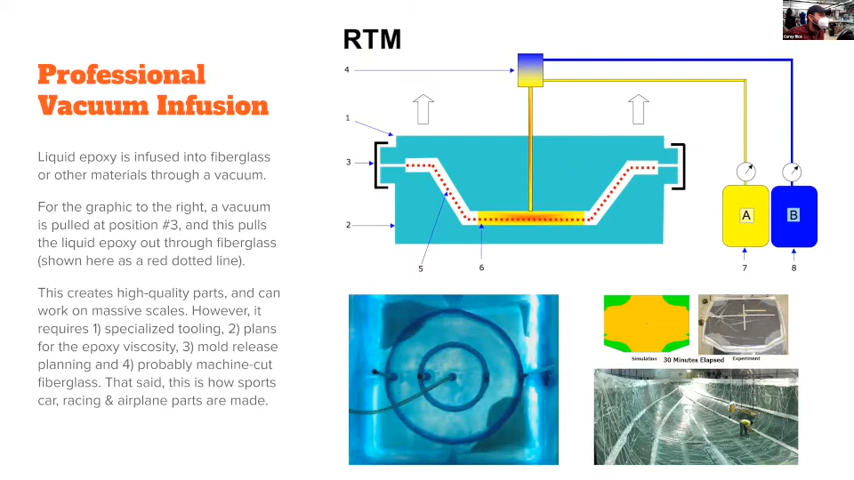 RTM
Professional
Vacuum Infusion
Liquid epoxy is infused into fiberglass
or other materials through a vacuum.
For the graphic to the right, a vacuum
is pulled at position #3, and this pulls
the liquid epoxy out through fiberglass
(shown here as a red dotted line).
This creates high-quality parts, and can
work on massive scales. However, it
requires 1) specialized tooling, 2) plans
for the epoxy viscosity, 3) mold release
planning and 4) probably machine-cut
fiberglass. That said, this is how sports
car, racing & airplane parts are made.
4
1
3
2
5
6
A
B
7
8
Simulation
30 Minutes Elapsed
Experiment
Corey Rice